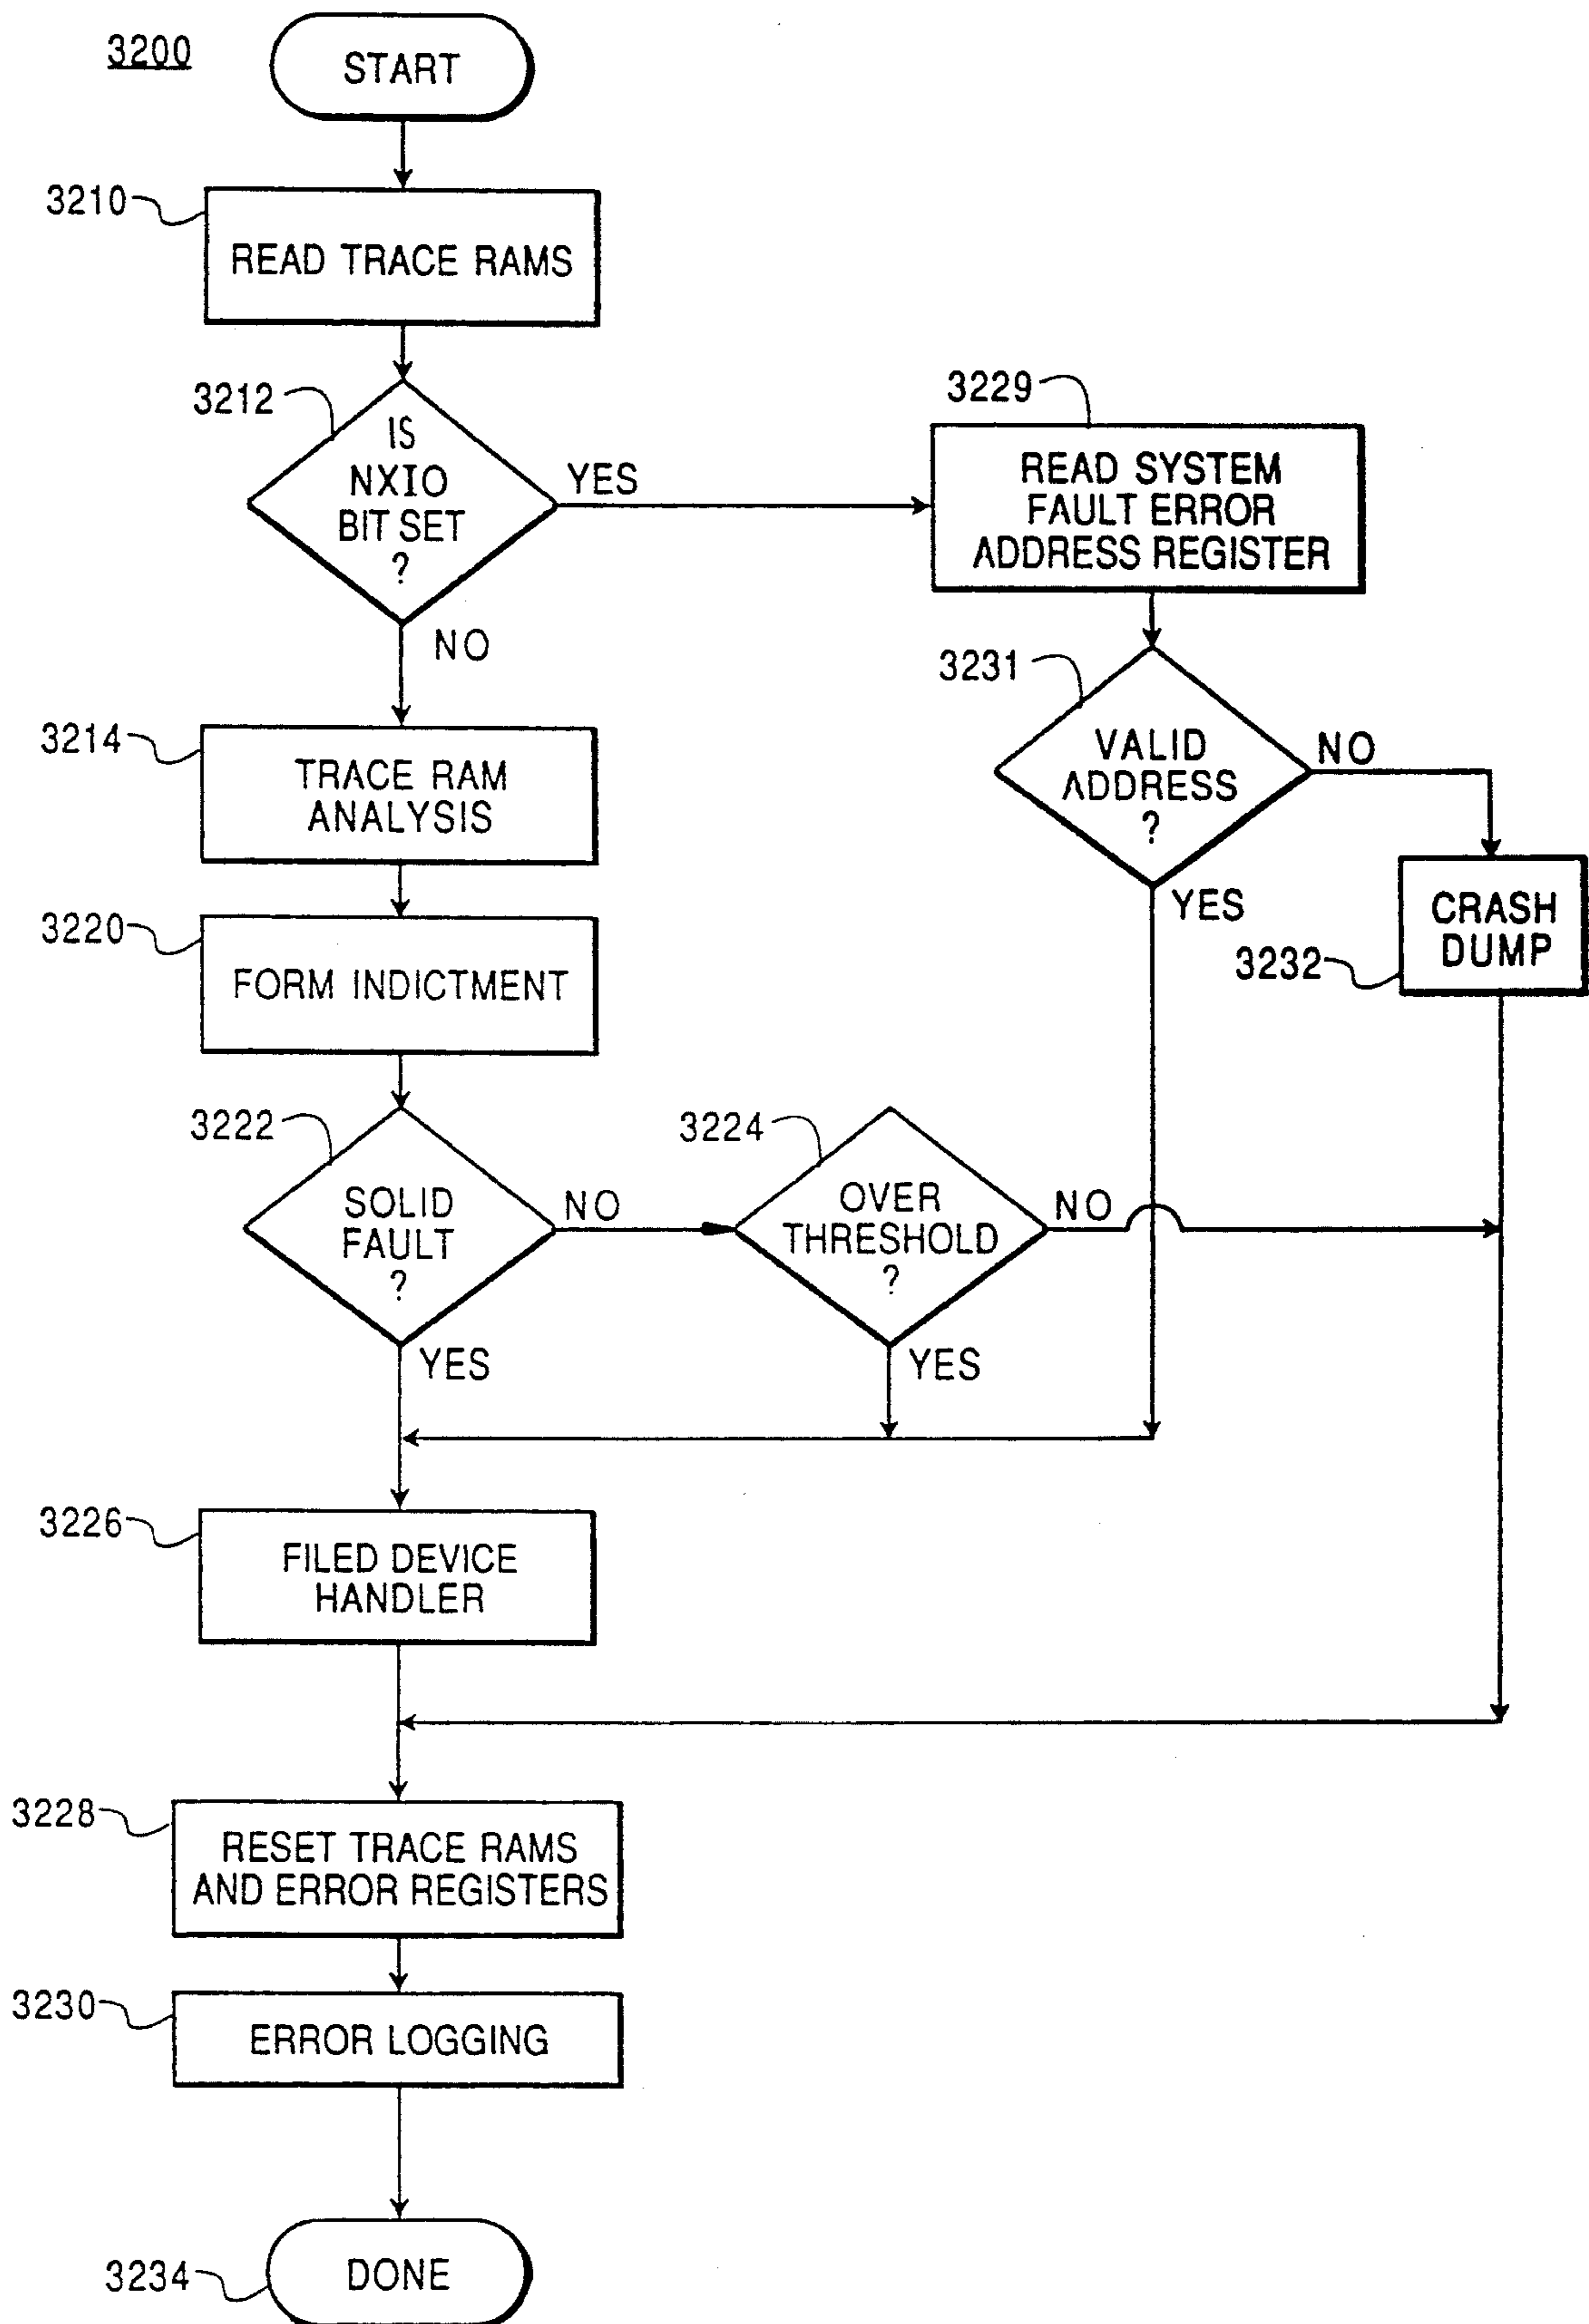 3200
START
3210
READ TRACE RAMS
3212
IS
NXIO
BIT SET
?
YES
NO
3229
READ SYSTEM
FAULT ERROR
ADDRESS REGISTER
3231
VALID
ADDRESS
?
NO
YES
3232
CRASH
DUMP
3214
TRACE RAM
ANALYSIS
3220
FORM INDICTMENT
3222
SOLID
FAULT
?
NO
YES
3224
OVER
THRESHOLD
?
NO
YES
3226
FILED DEVICE
HANDLER
3228
RESET TRACE RAMS
AND ERROR REGISTERS
3230
ERROR LOGGING
3234
DONE